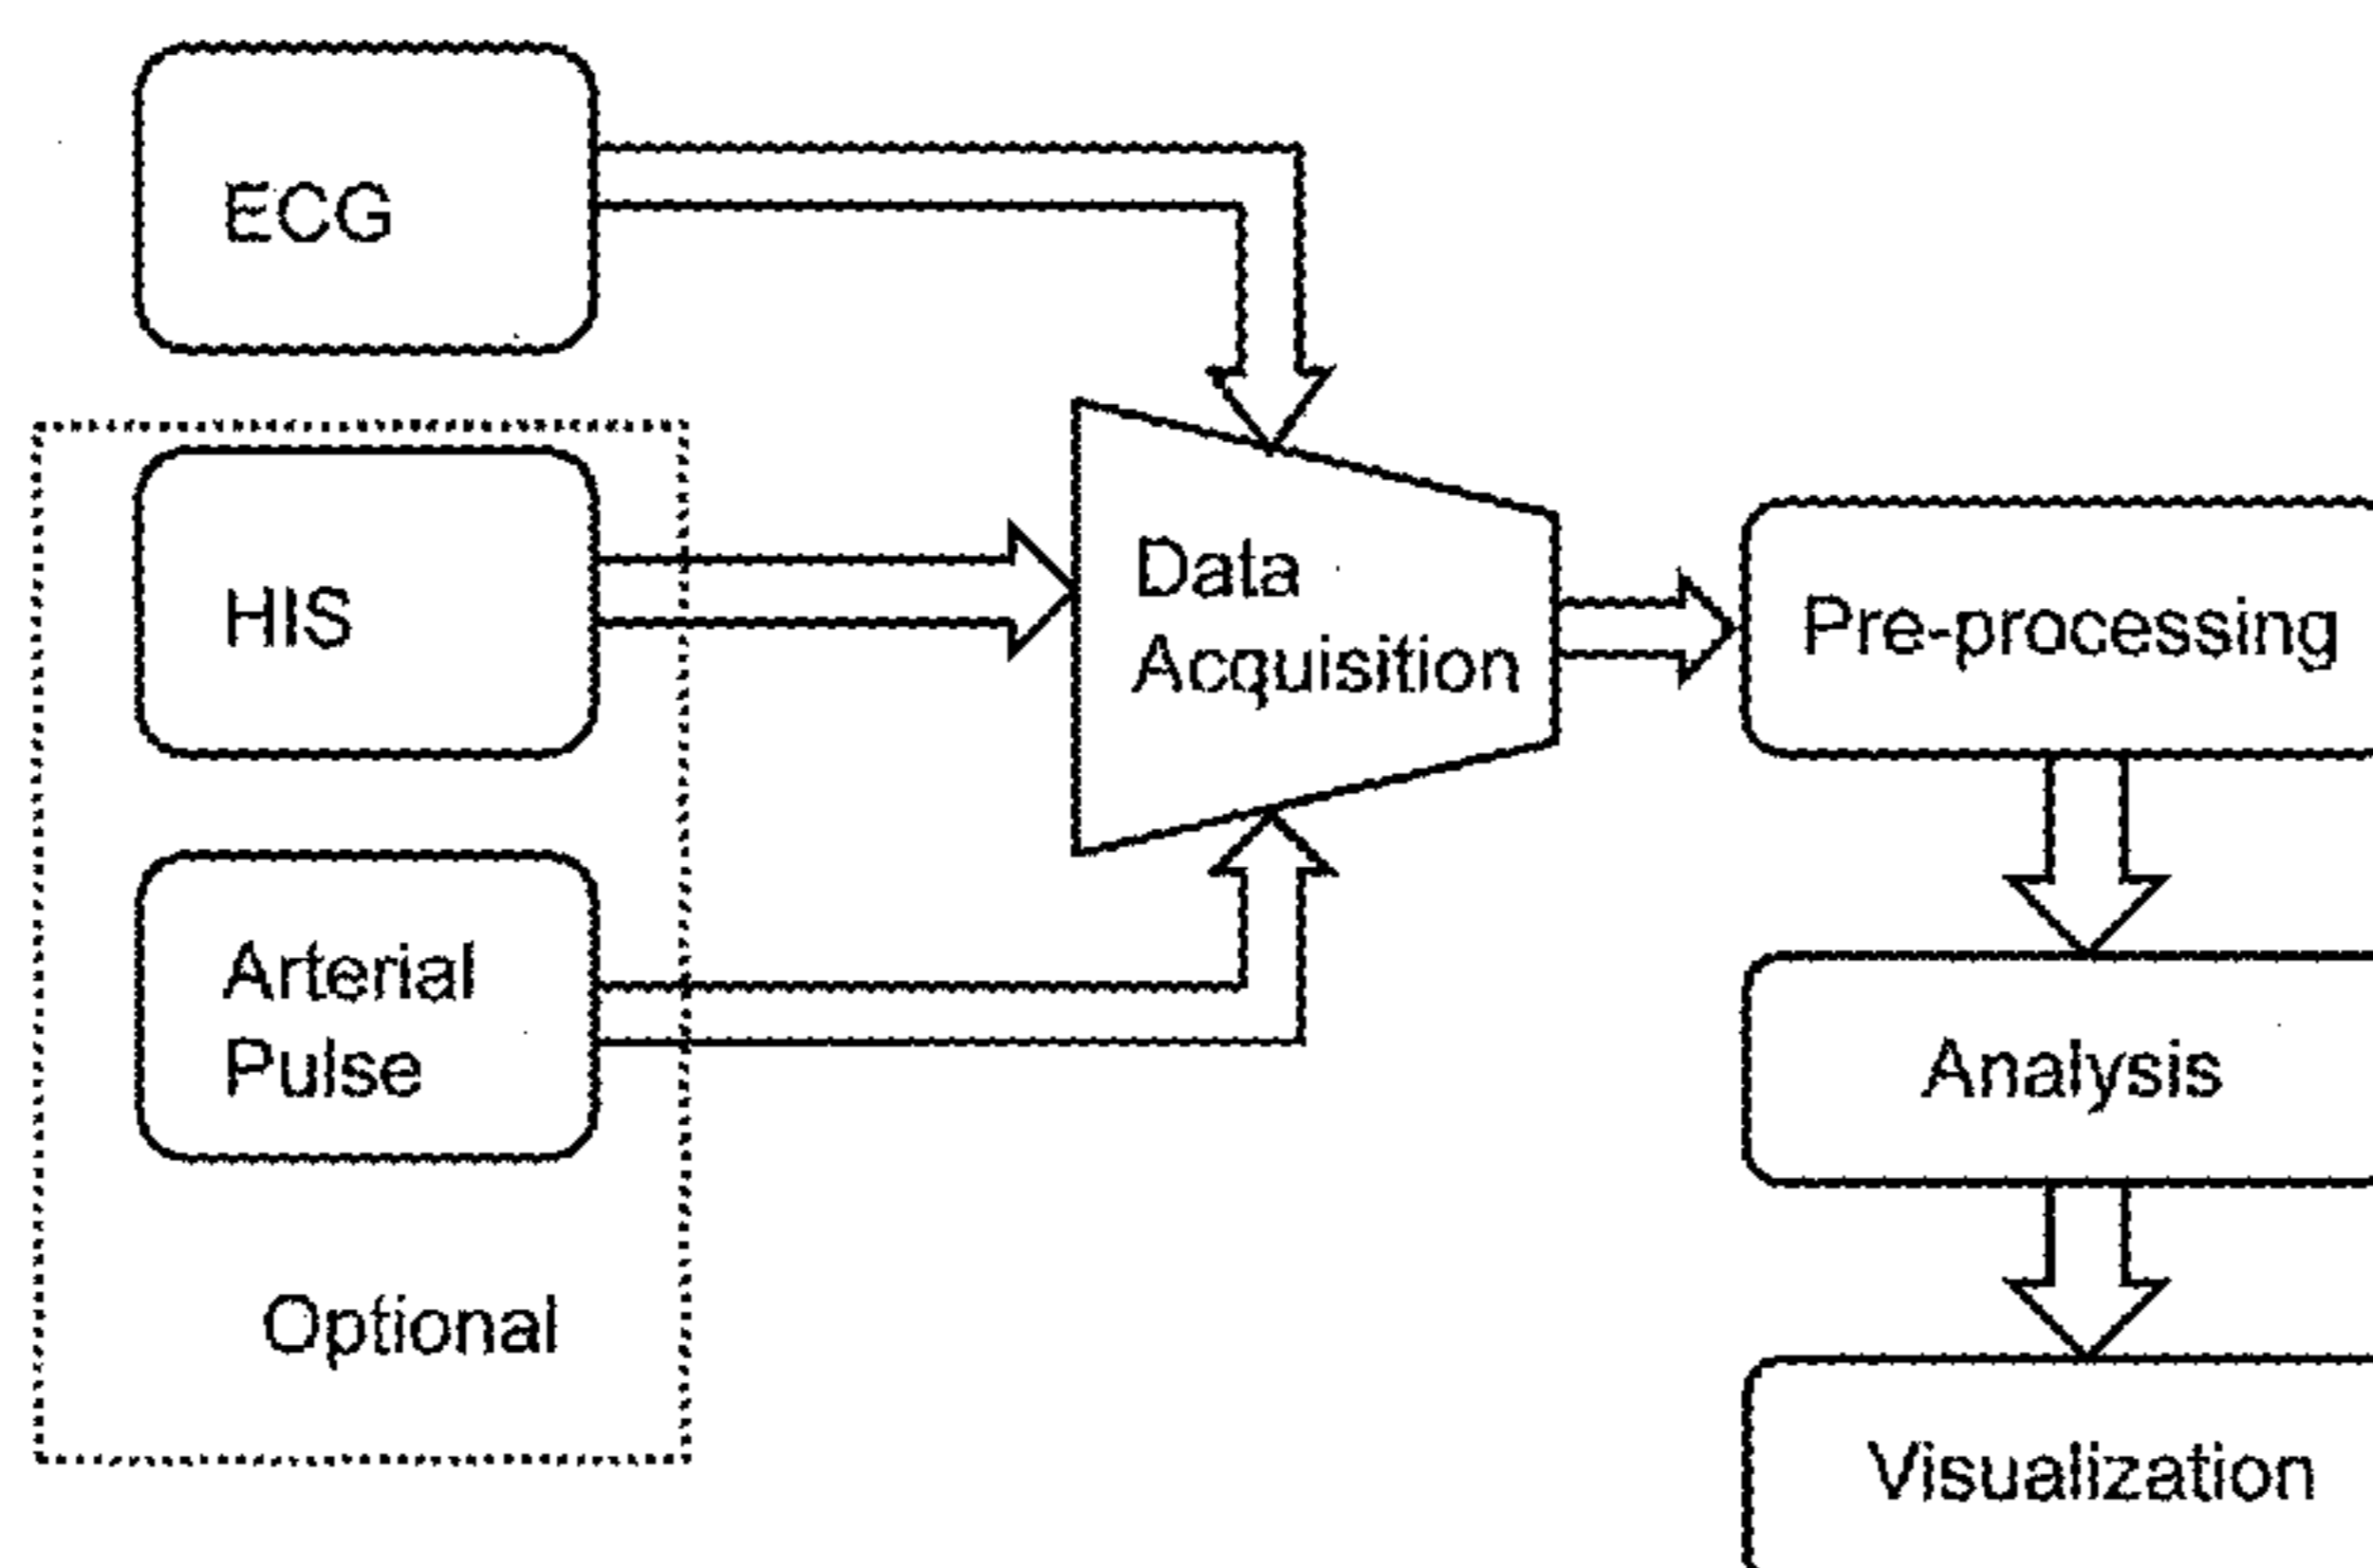 ECG
HIS
Data
Acquisition
Pre-processing
Arterial
Pulse
Analysis
Optional
Visualization